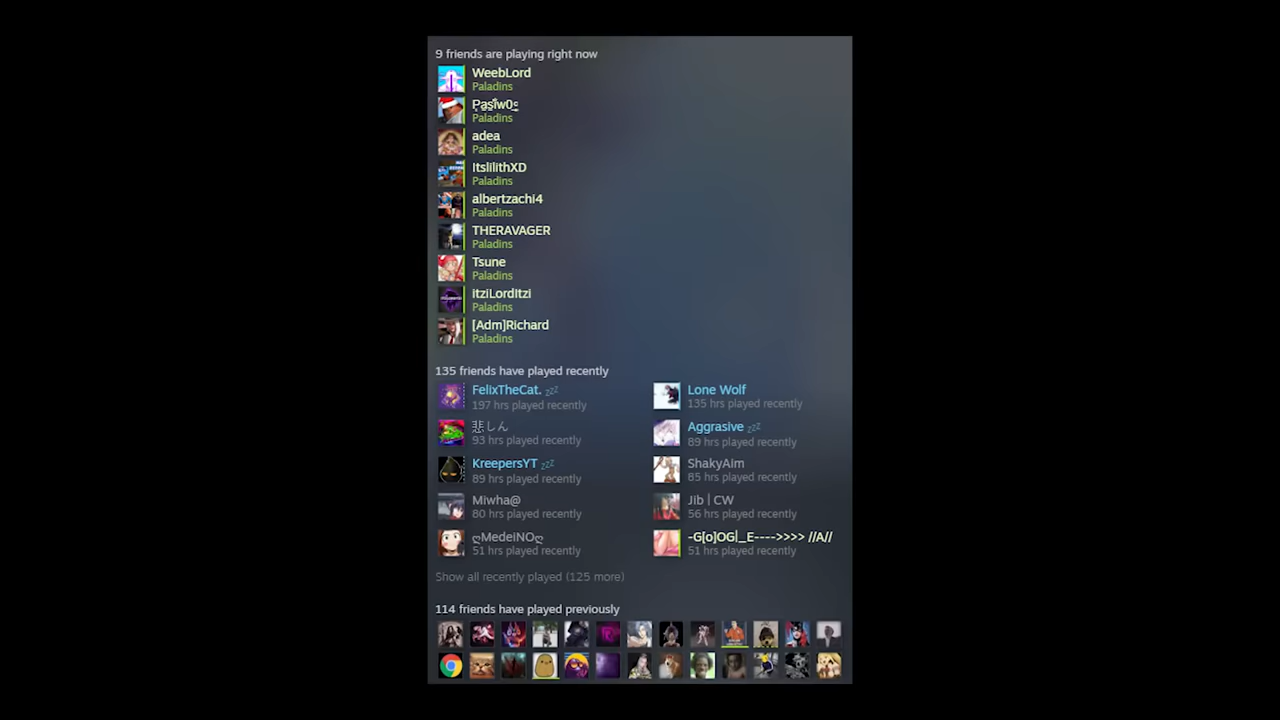 9 friends are playing right now
WeebLord
Paladins
Paladins
adea
Paladins
ItslilithXD
Paladins
albertzachi4
Paladins
THERAVAGER
Paladins
Tsune
Paladins
itziLordItzi
Paladins
[Adm]Richard
Paladins
135 friends have played recently
FelixTheCat. zzz
197 hrs played recently
Lone Wolf
135 hrs played recently
悲しん
93 hrs played recently
Aggrasive zzz
89 hrs played recently
KreepersYT zzz
89 hrs played recently
ShakyAim
85 hrs played recently
Miwha@
80 hrs played recently
Jib | CW
56 hrs played recently
ღMedeINOღ
51 hrs played recently
-G[o]OG|_E---->>>> //A//
51 hrs played recently
Show all recently played (125 more)
114 friends have played previously